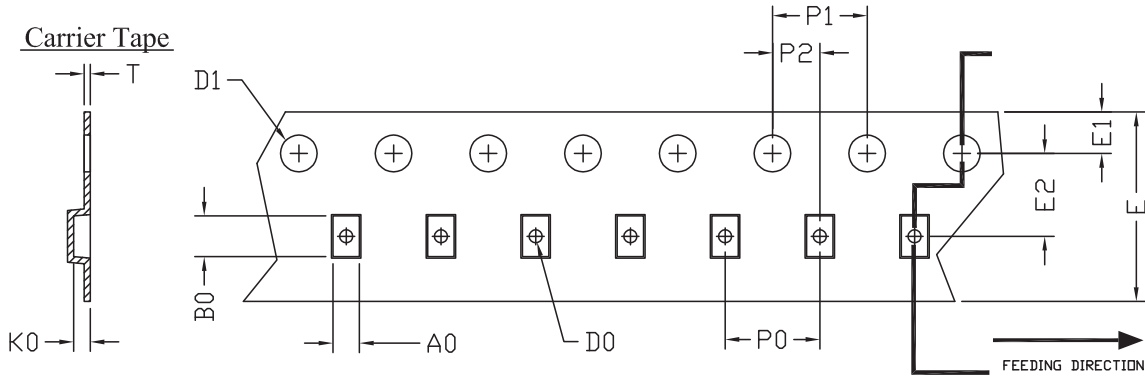 Carrier Tape
T
D1
P1
P2
E1
E2
E
B0
K0
A0
D0
P0
FEEDING DIRECTION